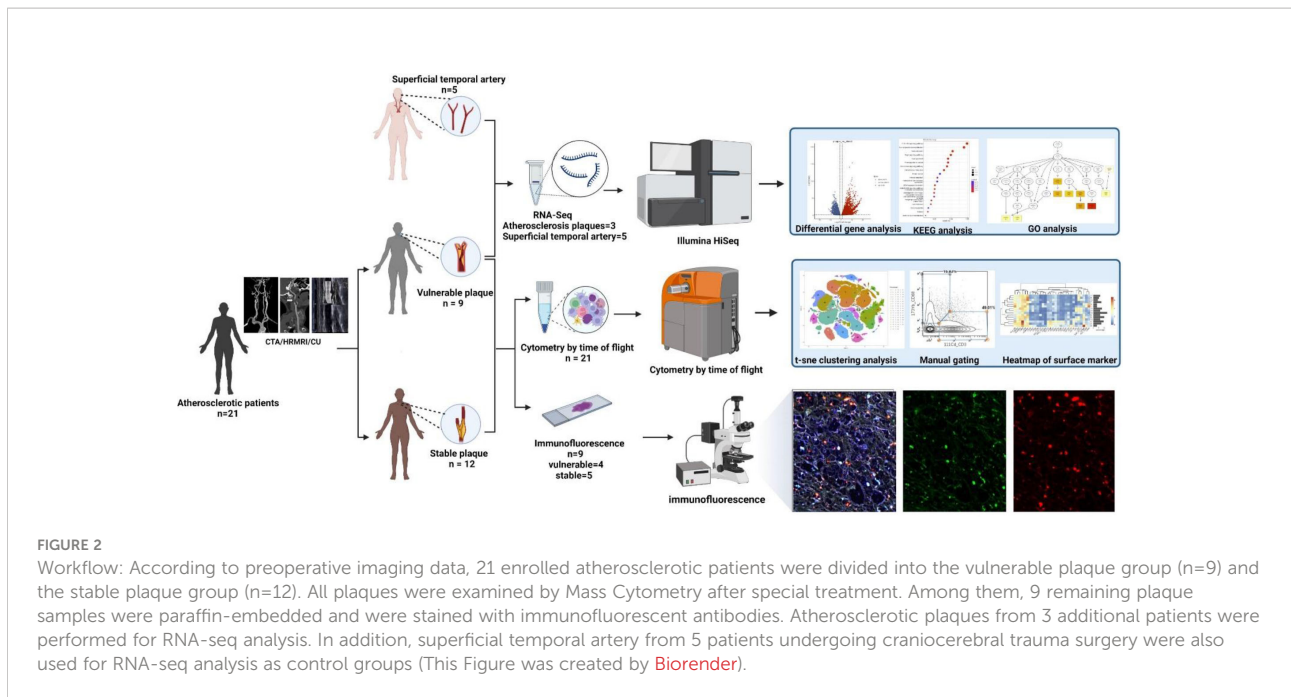 Superficial temporal artery
n=5
RNA-Seq
Atherosclerosis plaques=3
Superficial temporal artery=5
Illumina HiSeq
Differential gene analysis
KEEG analysis
GO analysis
Vulnerable plaque
n = 9
CTA/HRMRI/CU
Atherosclerotic patients
n=21
Cytometry by time of flight
n = 21
Cytometry by time of flight
t-sne clustering analysis
Manual gating
Heatmap of surface marker
Stable plaque
n = 12
Immunofluorescence
n=9
vulnerable=4
stable=5
immunofluorescence
FIGURE 2
Workflow: According to preoperative imaging data, 21 enrolled atherosclerotic patients were divided into the vulnerable plaque group (n=9) and
the stable plaque group (n=12). All plaques were examined by Mass Cytometry after special treatment. Among them, 9 remaining plaque
samples were paraffin-embedded and were stained with immunofluorescent antibodies. Atherosclerotic plaques from 3 additional patients were
performed for RNA-seq analysis. In addition, superficial temporal artery from 5 patients undergoing craniocerebral trauma surgery were also
used for RNA-seq analysis as control groups (This Figure was created by Biorender).